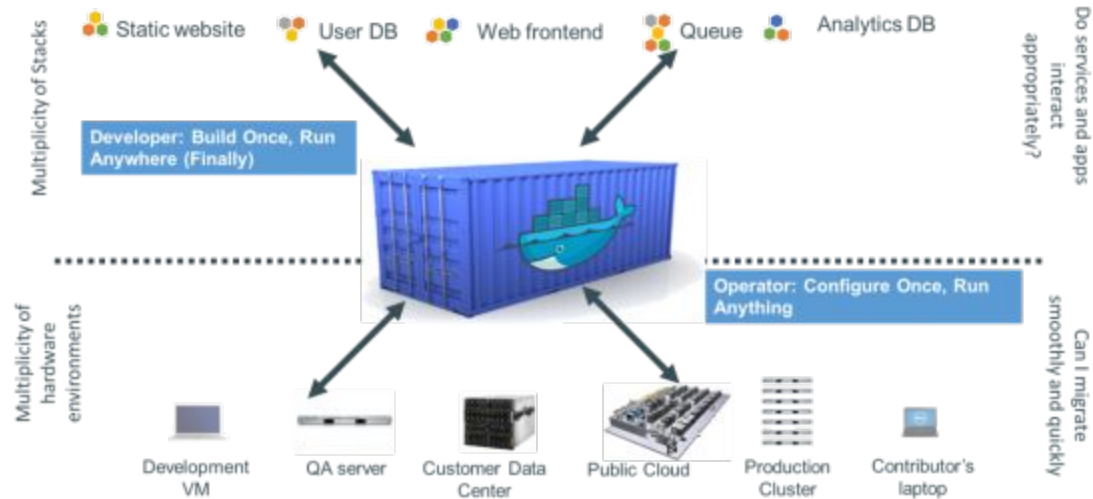 Static website
User DB
Web frontend
Queue
Analytics DB
Multiplicity of Stacks
Do services and apps
interact
appropriately?
Developer: Build Once, Run
Anywhere (Finally)
Operator: Configure Once, Run
Anything
Multiplicity of
hardware
environments
Can I migrate
smoothly and quickly
Development
VM
QA server
Customer Data
Center
Public Cloud
Production
Cluster
Contributor's
laptop